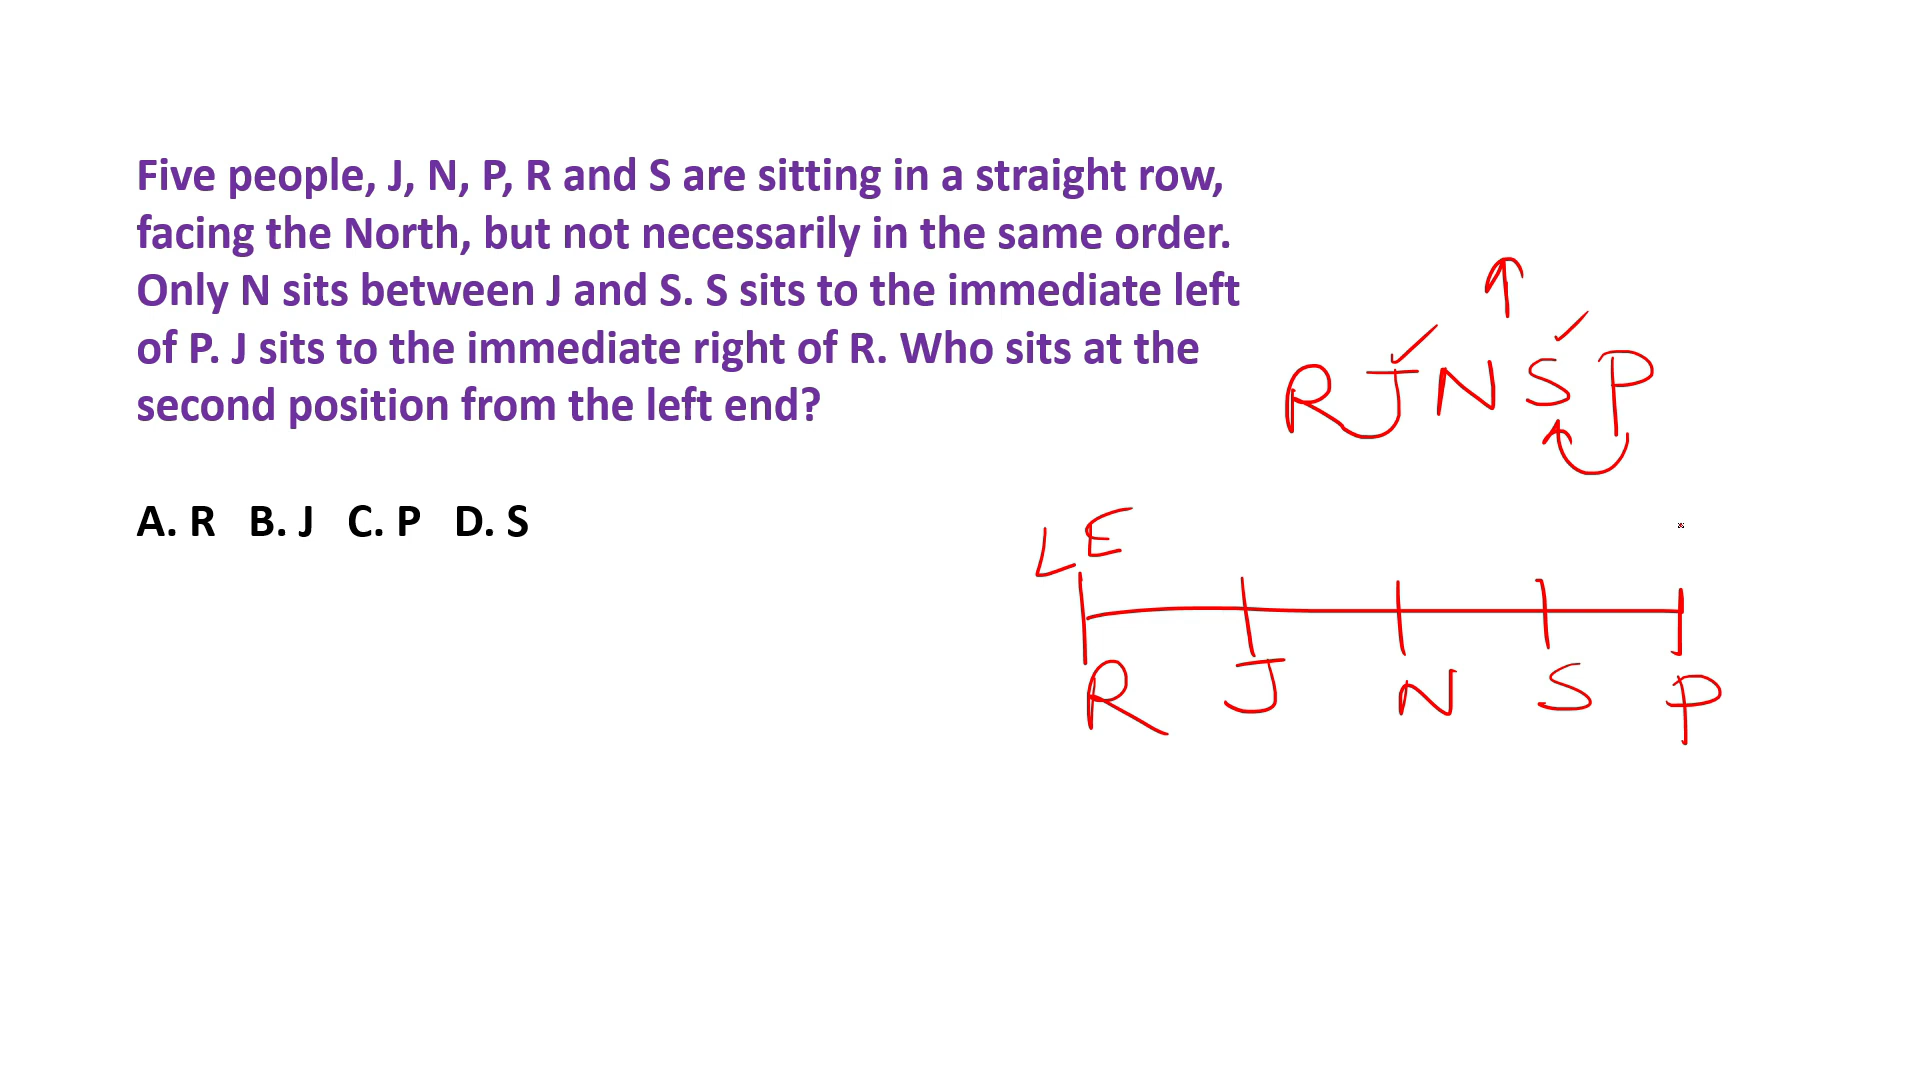 Five people, J, N, P, R and S are sitting in a straight row,
facing the North, but not necessarily in the same order.
Only N sits between J and S. S sits to the immediate left
of P. J sits to the immediate right of R. Who sits at the
second position from the left end?
A. R B. J C. P D. S
R J N S P
LE
R J N S P